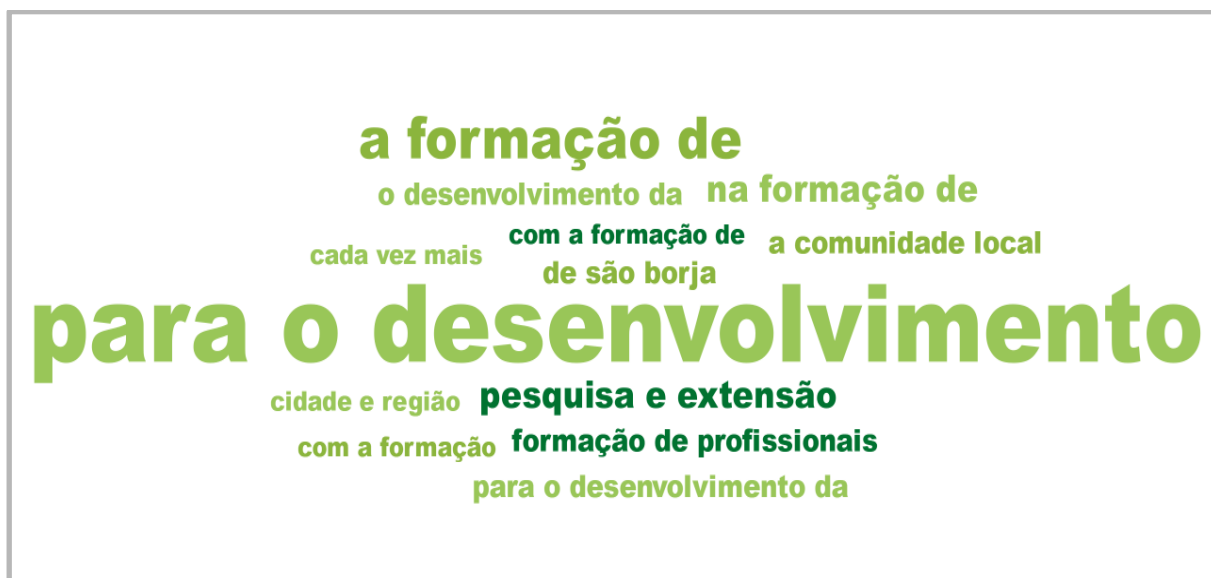 a formação de
o desenvolvimento da na formação de
com a formação de a comunidade local
cada vez mais
de são borja
para o desenvolvimento
cidade e região pesquisa e extensão
com a formação formação de profissionais
para o desenvolvimento da